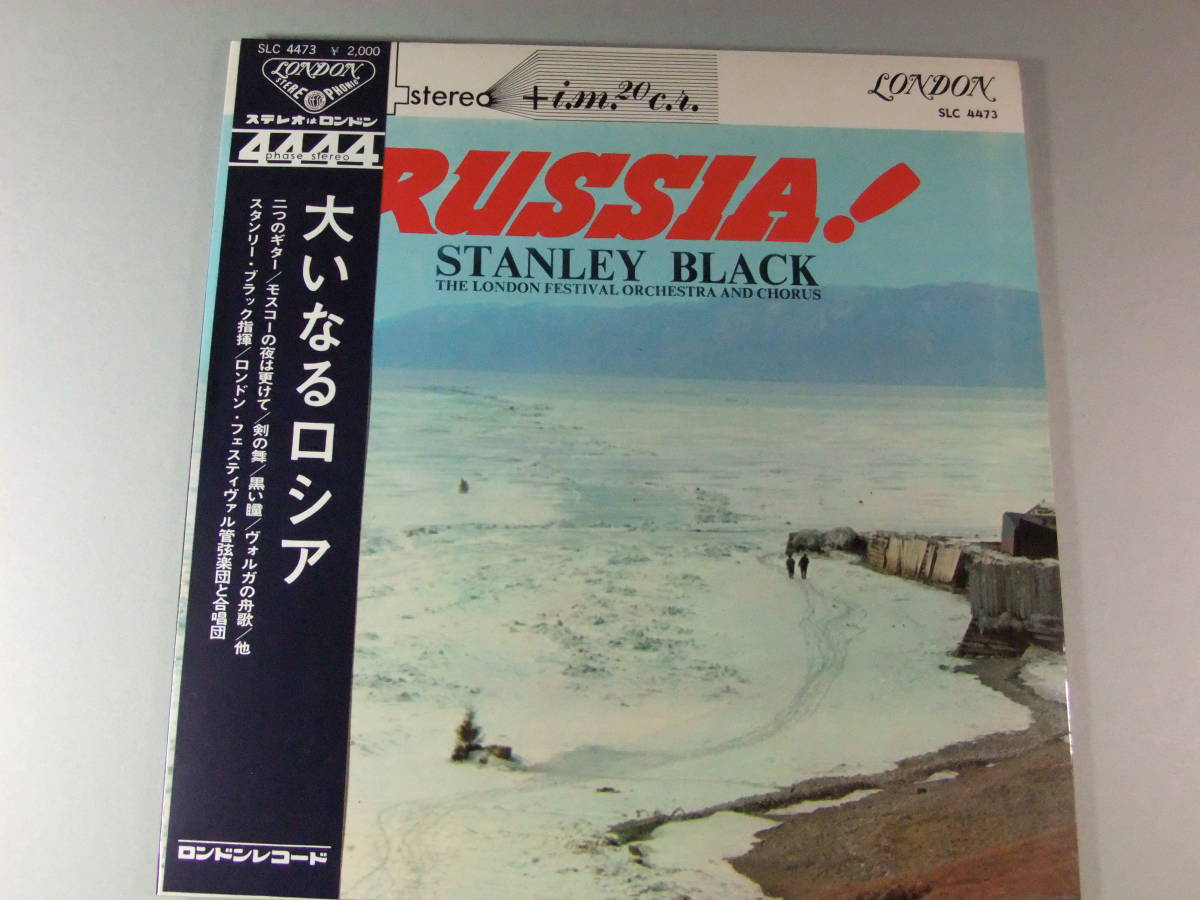 SLC 4473 ¥ 2,000
LONDON
STEREO PHONIC
ステレオはロンドン
4444
phase stereo
大いなるロシア
二つのギター/モスコーの夜は更けて/剣の舞/黒い瞳/ヴォルガの舟歌/他
スタンリー・ブラック指揮/ロンドン・フェスティヴァル管弦楽団と合唱団
ロンドンレコード
stereo +i.m.20c.r.
LONDON
SLC 4473
RUSSIA!
STANLEY BLACK
THE LONDON FESTIVAL ORCHESTRA AND CHORUS